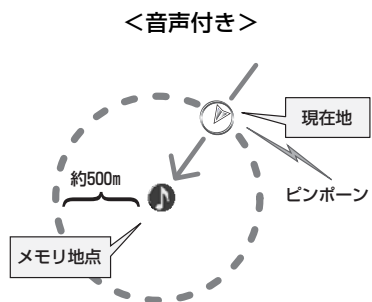 ＜音声付き＞
現在地
約500m
ピンポーン
メモリ地点